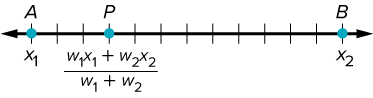 A P B
x₁ w₁x₁ + w₂x₂ x₂
w₁ + w₂